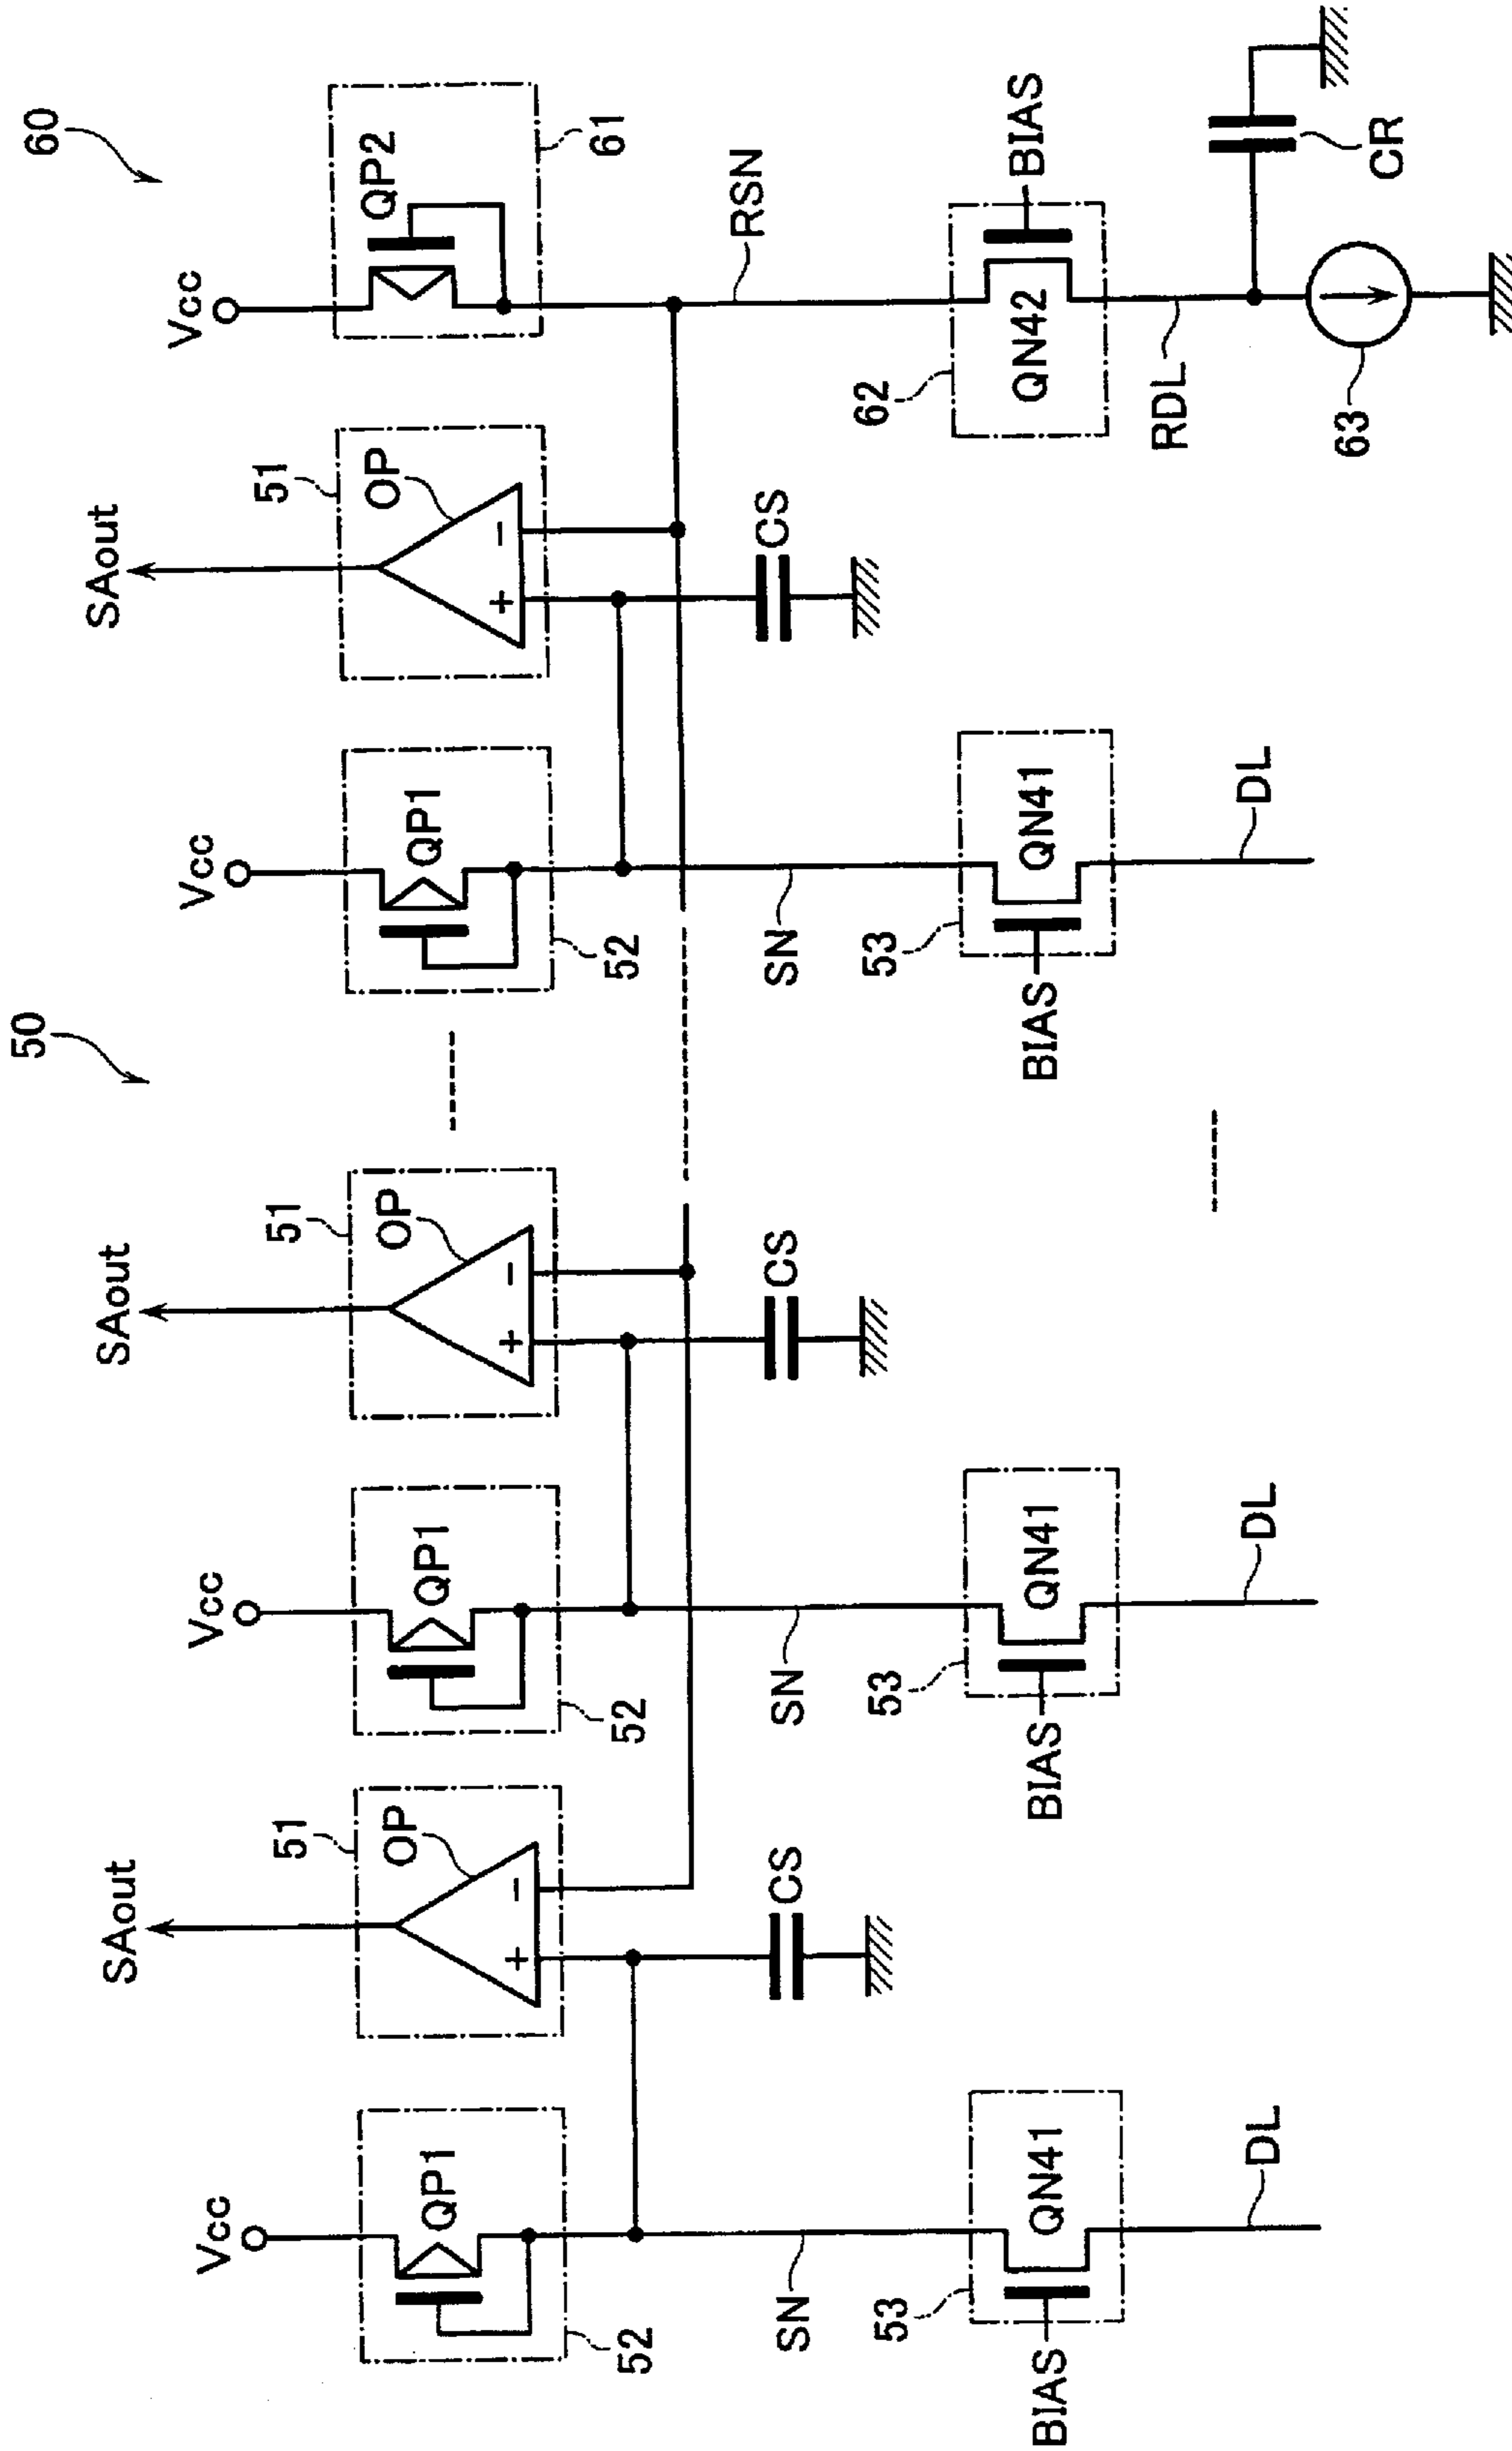 50
60
SAout
SAout
SAout
Vcc
Vcc
Vcc
Vcc
QP1
52
51
OP
+
-
QP1
52
51
OP
+
-
QP1
52
51
OP
+
-
QP2
61
CS
CS
CS
SN
SN
SN
RSN
53
QN41
BIAS
53
QN41
BIAS
53
QN41
BIAS
62
QN42
BIAS
DL
DL
DL
RDL
CR
63